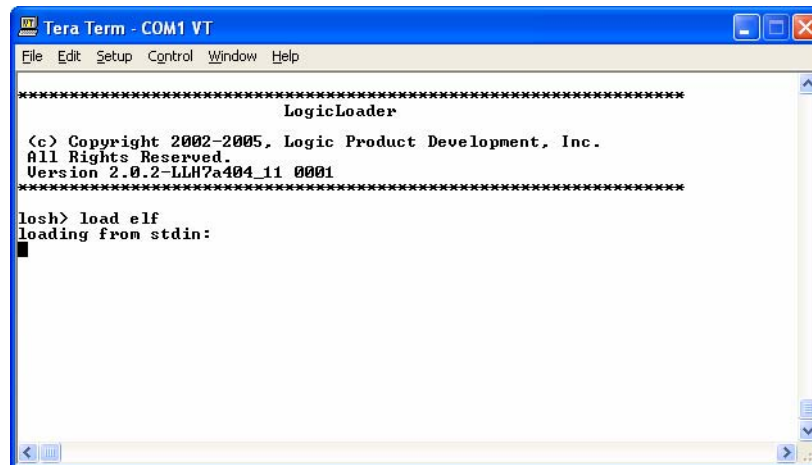 Tera Term - COM1 VT
File Edit Setup Control Window Help
********************************************************************************
LogicLoader
(c) Copyright 2002-2005, Logic Product Development, Inc.
All Rights Reserved.
Version 2.0.2-LLH7a404_11 0001
********************************************************************************
losh> load elf
loading from stdin: